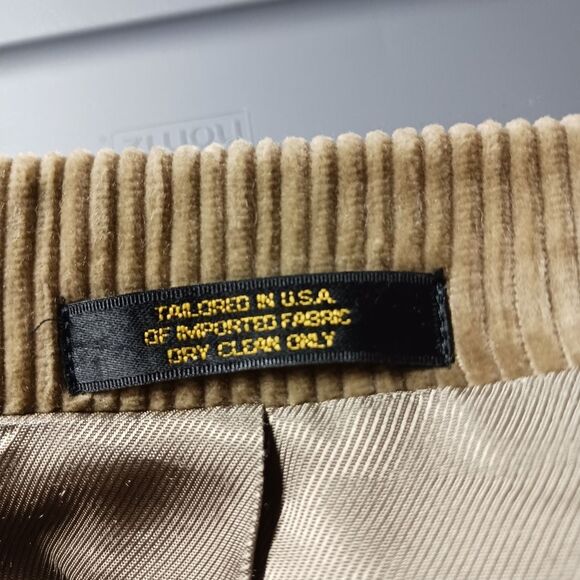 TAILORED IN U.S.A.
OF IMPORTED FABRIC
DRY CLEAN ONLY